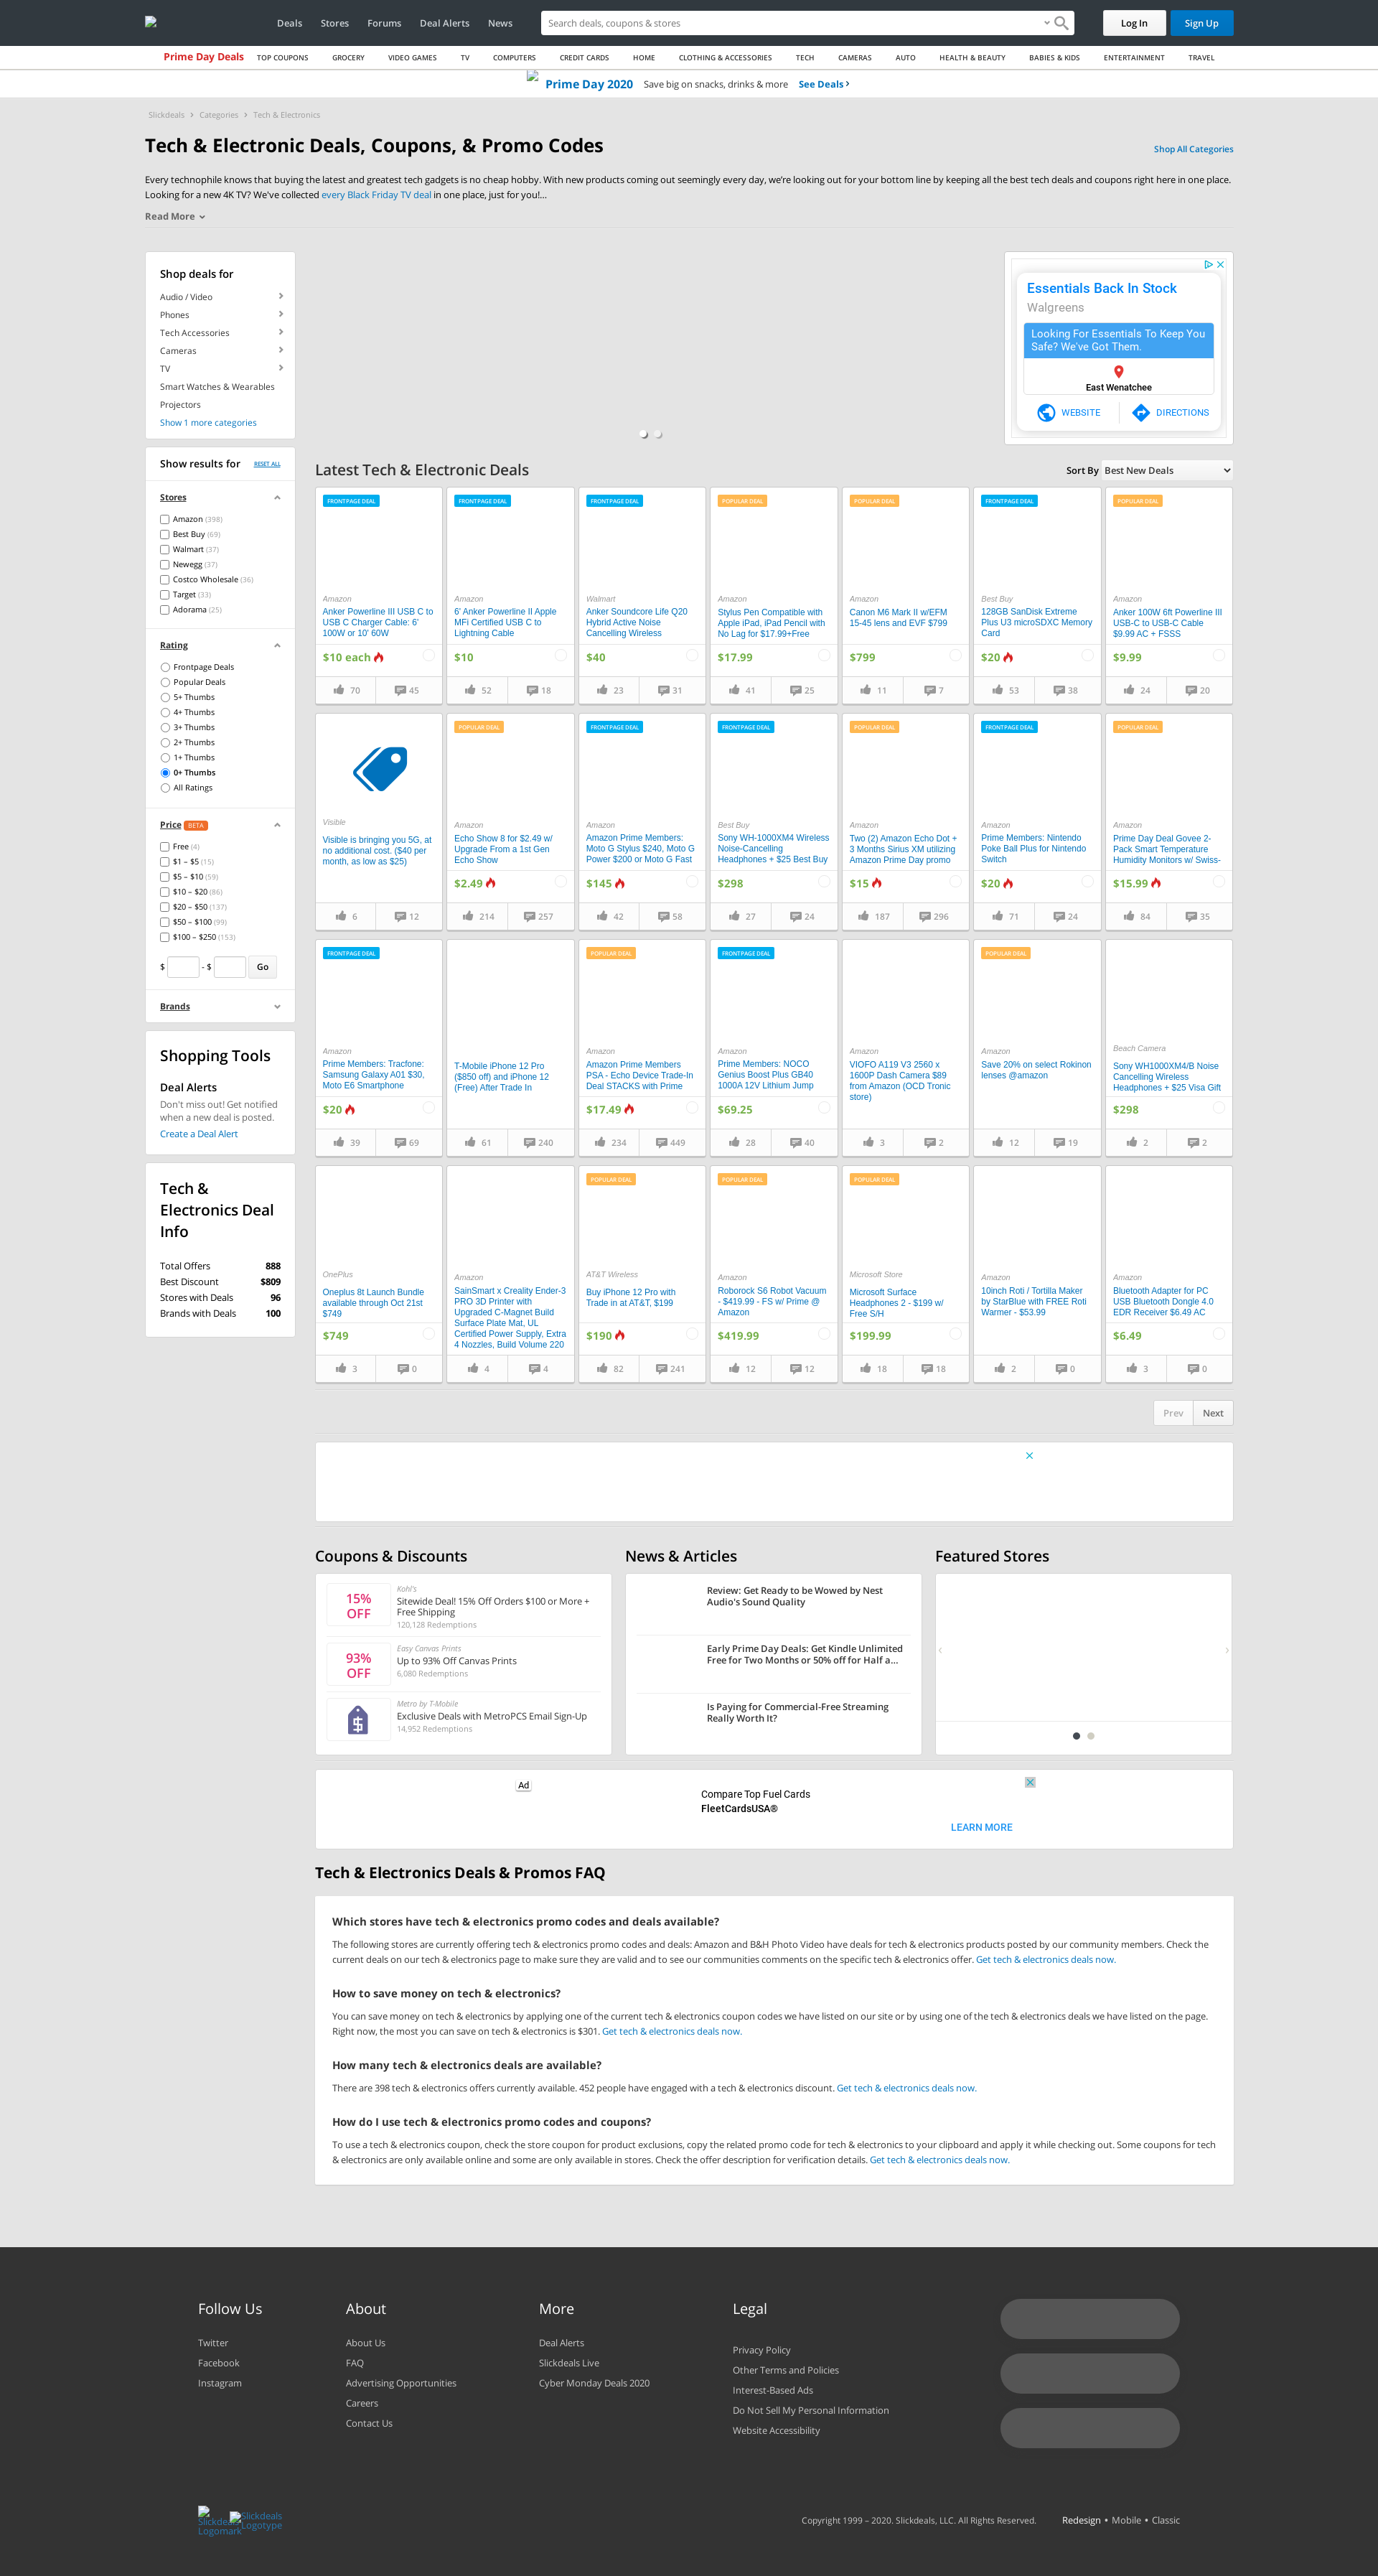 Deals Stores Forums Deal Alerts News
Search deals, coupons & stores
Log In Sign Up
Prime Day Deals TOP COUPONS GROCERY VIDEO GAMES TV COMPUTERS CREDIT CARDS HOME CLOTHING & ACCESSORIES TECH CAMERAS AUTO HEALTH & BEAUTY BABIES & KIDS ENTERTAINMENT TRAVEL
Prime Day 2020 Save big on snacks, drinks & more See Deals
Slickdeals Categories Tech & Electronics
Tech & Electronic Deals, Coupons, & Promo Codes
Shop All Categories
Every technophile knows that buying the latest and greatest tech gadgets is no cheap hobby. With new products coming out seemingly every day, we're looking out for your bottom line by keeping all the best tech deals and coupons right here in one place.
Looking for a new 4K TV? We've collected every Black Friday TV deal in one place, just for you!...
Read More
Shop deals for
Audio / Video
Phones
Tech Accessories
Cameras
TV
Smart Watches & Wearables
Projectors
Show 1 more categories
Essentials Back In Stock
Walgreens
Looking For Essentials To Keep You
Safe? We've Got Them.
East Wenatchee
WEBSITE DIRECTIONS
Show results for RESET ALL
Stores
Amazon (398)
Best Buy (69)
Walmart (37)
Newegg (37)
Costco Wholesale (36)
Target (33)
Adorama (25)
Rating
Frontpage Deals
Popular Deals
5+ Thumbs
4+ Thumbs
3+ Thumbs
2+ Thumbs
1+ Thumbs
0+ Thumbs
All Ratings
Price BETA
Free (4)
$1 – $5 (15)
$5 – $10 (59)
$10 – $20 (86)
$20 – $50 (137)
$50 – $100 (99)
$100 – $250 (153)
$ - $ Go
Brands
Shopping Tools
Deal Alerts
Don't miss out! Get notified
when a new deal is posted.
Create a Deal Alert
Tech &
Electronics Deal
Info
Total Offers 888
Best Discount $809
Stores with Deals 96
Brands with Deals 100
Latest Tech & Electronic Deals
Sort By Best New Deals
FRONTPAGE DEAL
Amazon
Anker Powerline III USB C to
USB C Charger Cable: 6'
100W or 10' 60W
$10 each
70 45
FRONTPAGE DEAL
Amazon
6' Anker Powerline II Apple
MFi Certified USB C to
Lightning Cable
$10
52 18
FRONTPAGE DEAL
Walmart
Anker Soundcore Life Q20
Hybrid Active Noise
Cancelling Wireless
$40
23 31
POPULAR DEAL
Amazon
Stylus Pen Compatible with
Apple iPad, iPad Pencil with
No Lag for $17.99+Free
$17.99
41 25
POPULAR DEAL
Amazon
Canon M6 Mark II w/EFM
15-45 lens and EVF $799
$799
11 7
FRONTPAGE DEAL
Best Buy
128GB SanDisk Extreme
Plus U3 microSDXC Memory
Card
$20
53 38
POPULAR DEAL
Amazon
Anker 100W 6ft Powerline III
USB-C to USB-C Cable
$9.99 AC + FSSS
$9.99
24 20
Visible
Visible is bringing you 5G, at
no additional cost. ($40 per
month, as low as $25)
6 12
POPULAR DEAL
Amazon
Echo Show 8 for $2.49 w/
Upgrade From a 1st Gen
Echo Show
$2.49
214 257
FRONTPAGE DEAL
Amazon
Amazon Prime Members:
Moto G Stylus $240, Moto G
Power $200 or Moto G Fast
$145
42 58
FRONTPAGE DEAL
Best Buy
Sony WH-1000XM4 Wireless
Noise-Cancelling
Headphones + $25 Best Buy
$298
27 24
POPULAR DEAL
Amazon
Two (2) Amazon Echo Dot +
3 Months Sirius XM utilizing
Amazon Prime Day promo
$15
187 296
FRONTPAGE DEAL
Amazon
Prime Members: Nintendo
Poke Ball Plus for Nintendo
Switch
$20
71 24
POPULAR DEAL
Amazon
Prime Day Deal Govee 2-
Pack Smart Temperature
Humidity Monitors w/ Swiss-
$15.99
84 35
FRONTPAGE DEAL
Amazon
Prime Members: Tracfone:
Samsung Galaxy A01 $30,
Moto E6 Smartphone
$20
39 69
T-Mobile iPhone 12 Pro
($850 off) and iPhone 12
(Free) After Trade In
61 240
POPULAR DEAL
Amazon
Amazon Prime Members
PSA - Echo Device Trade-In
Deal STACKS with Prime
$17.49
234 449
FRONTPAGE DEAL
Amazon
Prime Members: NOCO
Genius Boost Plus GB40
1000A 12V Lithium Jump
$69.25
28 40
Amazon
VIOFO A119 V3 2560 x
1600P Dash Camera $89
from Amazon (OCD Tronic
store)
3 2
POPULAR DEAL
Amazon
Save 20% on select Rokinon
lenses @amazon
12 19
Beach Camera
Sony WH1000XM4/B Noise
Cancelling Wireless
Headphones + $25 Visa Gift
$298
2 2
OnePlus
Oneplus 8t Launch Bundle
available through Oct 21st
$749
$749
3 0
Amazon
SainSmart x Creality Ender-3
PRO 3D Printer with
Upgraded C-Magnet Build
Surface Plate Mat, UL
Certified Power Supply, Extra
4 Nozzles, Build Volume 220
4 4
POPULAR DEAL
AT&T Wireless
Buy iPhone 12 Pro with
Trade in at AT&T, $199
$190
82 241
POPULAR DEAL
Amazon
Roborock S6 Robot Vacuum
- $419.99 - FS w/ Prime @
Amazon
$419.99
12 12
POPULAR DEAL
Microsoft Store
Microsoft Surface
Headphones 2 - $199 w/
Free S/H
$199.99
18 18
Amazon
10inch Roti / Tortilla Maker
by StarBlue with FREE Roti
Warmer - $53.99
2 0
Amazon
Bluetooth Adapter for PC
USB Bluetooth Dongle 4.0
EDR Receiver $6.49 AC
$6.49
3 0
Prev Next
Coupons & Discounts
15%
OFF
Kohl's
Sitewide Deal! 15% Off Orders $100 or More +
Free Shipping
120,128 Redemptions
93%
OFF
Easy Canvas Prints
Up to 93% Off Canvas Prints
6,080 Redemptions
Metro by T-Mobile
Exclusive Deals with MetroPCS Email Sign-Up
14,952 Redemptions
News & Articles
Review: Get Ready to be Wowed by Nest
Audio's Sound Quality
Early Prime Day Deals: Get Kindle Unlimited
Free for Two Months or 50% off for Half a...
Is Paying for Commercial-Free Streaming
Really Worth It?
Featured Stores
Ad
Compare Top Fuel Cards
FleetCardsUSA®
LEARN MORE
Tech & Electronics Deals & Promos FAQ
Which stores have tech & electronics promo codes and deals available?
The following stores are currently offering tech & electronics promo codes and deals: Amazon and B&H Photo Video have deals for tech & electronics products posted by our community members. Check the
current deals on our tech & electronics page to make sure they are valid and to see our communities comments on the specific tech & electronics offer. Get tech & electronics deals now.
How to save money on tech & electronics?
You can save money on tech & electronics by applying one of the current tech & electronics coupon codes we have listed on our site or by using one of the tech & electronics deals we have listed on the page.
Right now, the most you can save on tech & electronics is $301. Get tech & electronics deals now.
How many tech & electronics deals are available?
There are 398 tech & electronics offers currently available. 452 people have engaged with a tech & electronics discount. Get tech & electronics deals now.
How do I use tech & electronics promo codes and coupons?
To use a tech & electronics coupon, check the store coupon for product exclusions, copy the related promo code for tech & electronics to your clipboard and apply it while checking out. Some coupons for tech
& electronics are only available online and some are only available in stores. Check the offer description for verification details. Get tech & electronics deals now.
Follow Us
Twitter
Facebook
Instagram
About
About Us
FAQ
Advertising Opportunities
Careers
Contact Us
More
Deal Alerts
Slickdeals Live
Cyber Monday Deals 2020
Legal
Privacy Policy
Other Terms and Policies
Interest-Based Ads
Do Not Sell My Personal Information
Website Accessibility
Slickdeals
Logomark
Slickdeals
Logotype
Copyright 1999 – 2020. Slickdeals, LLC. All Rights Reserved. Redesign • Mobile • Classic